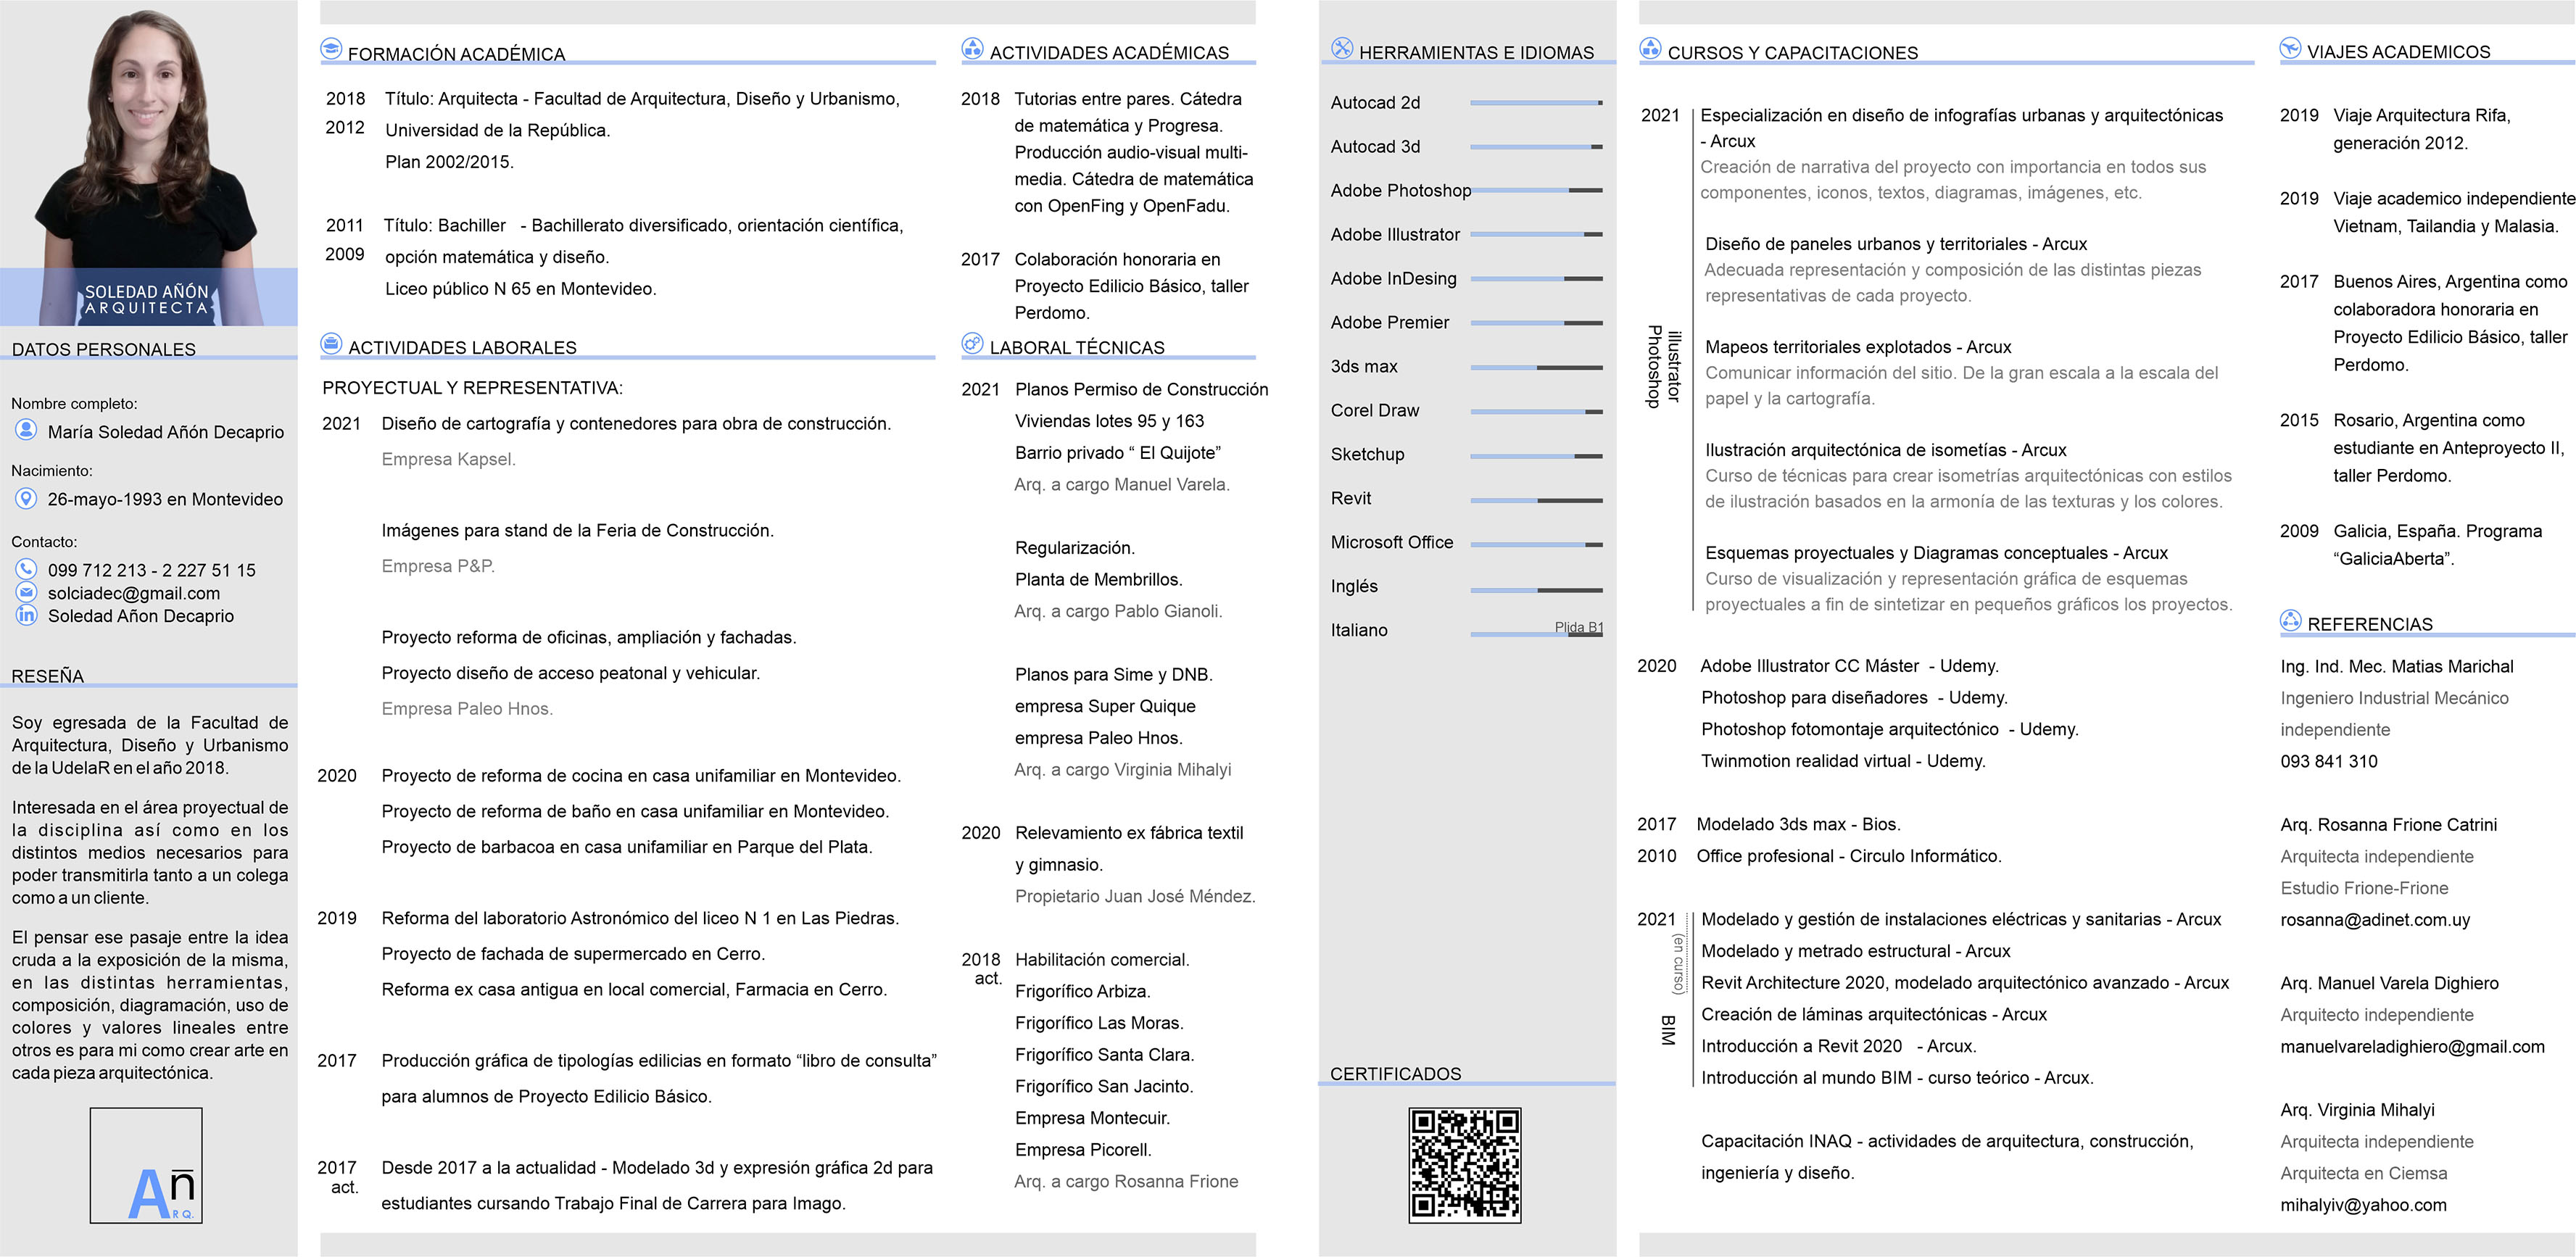 SOLEDAD AÑÓN
ARQUITECTA
DATOS PERSONALES
Nombre completo:
María Soledad Añón Decaprio
Nacimiento:
26-mayo-1993 en Montevideo
Contacto:
099 712 213 - 2 227 51 15
solciadec@gmail.com
in Soledad Añon Decaprio
RESEÑA
Soy egresada de la Facultad de
Arquitectura, Diseño y Urbanismo
de la UdelaR en el año 2018.
Interesada en el área proyectual de
la disciplina así como en los
distintos medios necesarios para
poder transmitirla tanto a un colega
como a un cliente.
El pensar ese pasaje entre la idea
cruda a la exposición de la misma,
en las distintas herramientas,
composición, diagramación, uso de
colores y valores lineales entre
otros es para mi como crear arte en
cada pieza arquitectónica.
Añ
RQ.
FORMACIÓN ACADÉMICA
2018 Título: Arquitecta - Facultad de Arquitectura, Diseño y Urbanismo,
2012 Universidad de la República.
Plan 2002/2015.
2011 Título: Bachiller - Bachillerato diversificado, orientación científica,
2009 opción matemática y diseño.
Liceo público N 65 en Montevideo.
ACTIVIDADES LABORALES
PROYECTUAL Y REPRESENTATIVA:
2021 Diseño de cartografía y contenedores para obra de construcción.
Empresa Kapsel.
Imágenes para stand de la Feria de Construcción.
Empresa P&P.
Proyecto reforma de oficinas, ampliación y fachadas.
Proyecto diseño de acceso peatonal y vehicular.
Empresa Paleo Hnos.
2020 Proyecto de reforma de cocina en casa unifamiliar en Montevideo.
Proyecto de reforma de baño en casa unifamiliar en Montevideo.
Proyecto de barbacoa en casa unifamiliar en Parque del Plata.
2019 Reforma del laboratorio Astronómico del liceo N 1 en Las Piedras.
Proyecto de fachada de supermercado en Cerro.
Reforma ex casa antigua en local comercial, Farmacia en Cerro.
2017 Producción gráfica de tipologías edilicias en formato “libro de consulta”
para alumnos de Proyecto Edilicio Básico.
2017 Desde 2017 a la actualidad - Modelado 3d y expresión gráfica 2d para
act. estudiantes cursando Trabajo Final de Carrera para Imago.
ACTIVIDADES ACADÉMICAS
2018 Tutorias entre pares. Cátedra
de matemática y Progresa.
Producción audio-visual multi-
media. Cátedra de matemática
con OpenFing y OpenFadu.
2017 Colaboración honoraria en
Proyecto Edilicio Básico, taller
Perdomo.
LABORAL TÉCNICAS
2021 Planos Permiso de Construcción
Viviendas lotes 95 y 163
Barrio privado “ El Quijote”
Arq. a cargo Manuel Varela.
Regularización.
Planta de Membrillos.
Arq. a cargo Pablo Gianoli.
Planos para Sime y DNB.
empresa Super Quique
empresa Paleo Hnos.
Arq. a cargo Virginia Mihalyi
2020 Relevamiento ex fábrica textil
y gimnasio.
Propietario Juan José Méndez.
2018 Habilitación comercial.
act. Frigorífico Arbiza.
Frigorífico Las Moras.
Frigorífico Santa Clara.
Frigorífico San Jacinto.
Empresa Montecuir.
Empresa Picorell.
Arq. a cargo Rosanna Frione
HERRAMIENTAS E IDIOMAS
Autocad 2d
Autocad 3d
Adobe Photoshop
Adobe Illustrator
Adobe InDesing
Adobe Premier
3ds max
Corel Draw
Sketchup
Revit
Microsoft Office
Inglés
Italiano Plida B1
CERTIFICADOS
CURSOS Y CAPACITACIONES
2021 Especialización en diseño de infografías urbanas y arquitectónicas
- Arcux
Creación de narrativa del proyecto con importancia en todos sus
componentes, iconos, textos, diagramas, imágenes, etc.
Diseño de paneles urbanos y territoriales - Arcux
Adecuada representación y composición de las distintas piezas
representativas de cada proyecto.
illustrator
Photoshop
Mapeos territoriales explotados - Arcux
Comunicar información del sitio. De la gran escala a la escala del
papel y la cartografía.
Ilustración arquitectónica de isometías - Arcux
Curso de técnicas para crear isometrías arquitectónicas con estilos
de ilustración basados en la armonía de las texturas y los colores.
Esquemas proyectuales y Diagramas conceptuales - Arcux
Curso de visualización y representación gráfica de esquemas
proyectuales a fin de sintetizar en pequeños gráficos los proyectos.
2020 Adobe Illustrator CC Máster - Udemy.
Photoshop para diseñadores - Udemy.
Photoshop fotomontaje arquitectónico - Udemy.
Twinmotion realidad virtual - Udemy.
2017 Modelado 3ds max - Bios.
2010 Office profesional - Circulo Informático.
2021 Modelado y gestión de instalaciones eléctricas y sanitarias - Arcux
(en curso)
Modelado y metrado estructural - Arcux
Revit Architecture 2020, modelado arquitectónico avanzado - Arcux
BIM
Creación de láminas arquitectónicas - Arcux
Introducción a Revit 2020 - Arcux.
Introducción al mundo BIM - curso teórico - Arcux.
Capacitación INAQ - actividades de arquitectura, construcción,
ingeniería y diseño.
VIAJES ACADEMICOS
2019 Viaje Arquitectura Rifa,
generación 2012.
2019 Viaje academico independiente
Vietnam, Tailandia y Malasia.
2017 Buenos Aires, Argentina como
colaboradora honoraria en
Proyecto Edilicio Básico, taller
Perdomo.
2015 Rosario, Argentina como
estudiante en Anteproyecto II,
taller Perdomo.
2009 Galicia, España. Programa
“GaliciaAberta”.
REFERENCIAS
Ing. Ind. Mec. Matias Marichal
Ingeniero Industrial Mecánico
independiente
093 841 310
Arq. Rosanna Frione Catrini
Arquitecta independiente
Estudio Frione-Frione
rosanna@adinet.com.uy
Arq. Manuel Varela Dighiero
Arquitecto independiente
manuelvareladighiero@gmail.com
Arq. Virginia Mihalyi
Arquitecta independiente
Arquitecta en Ciemsa
mihalyiv@yahoo.com